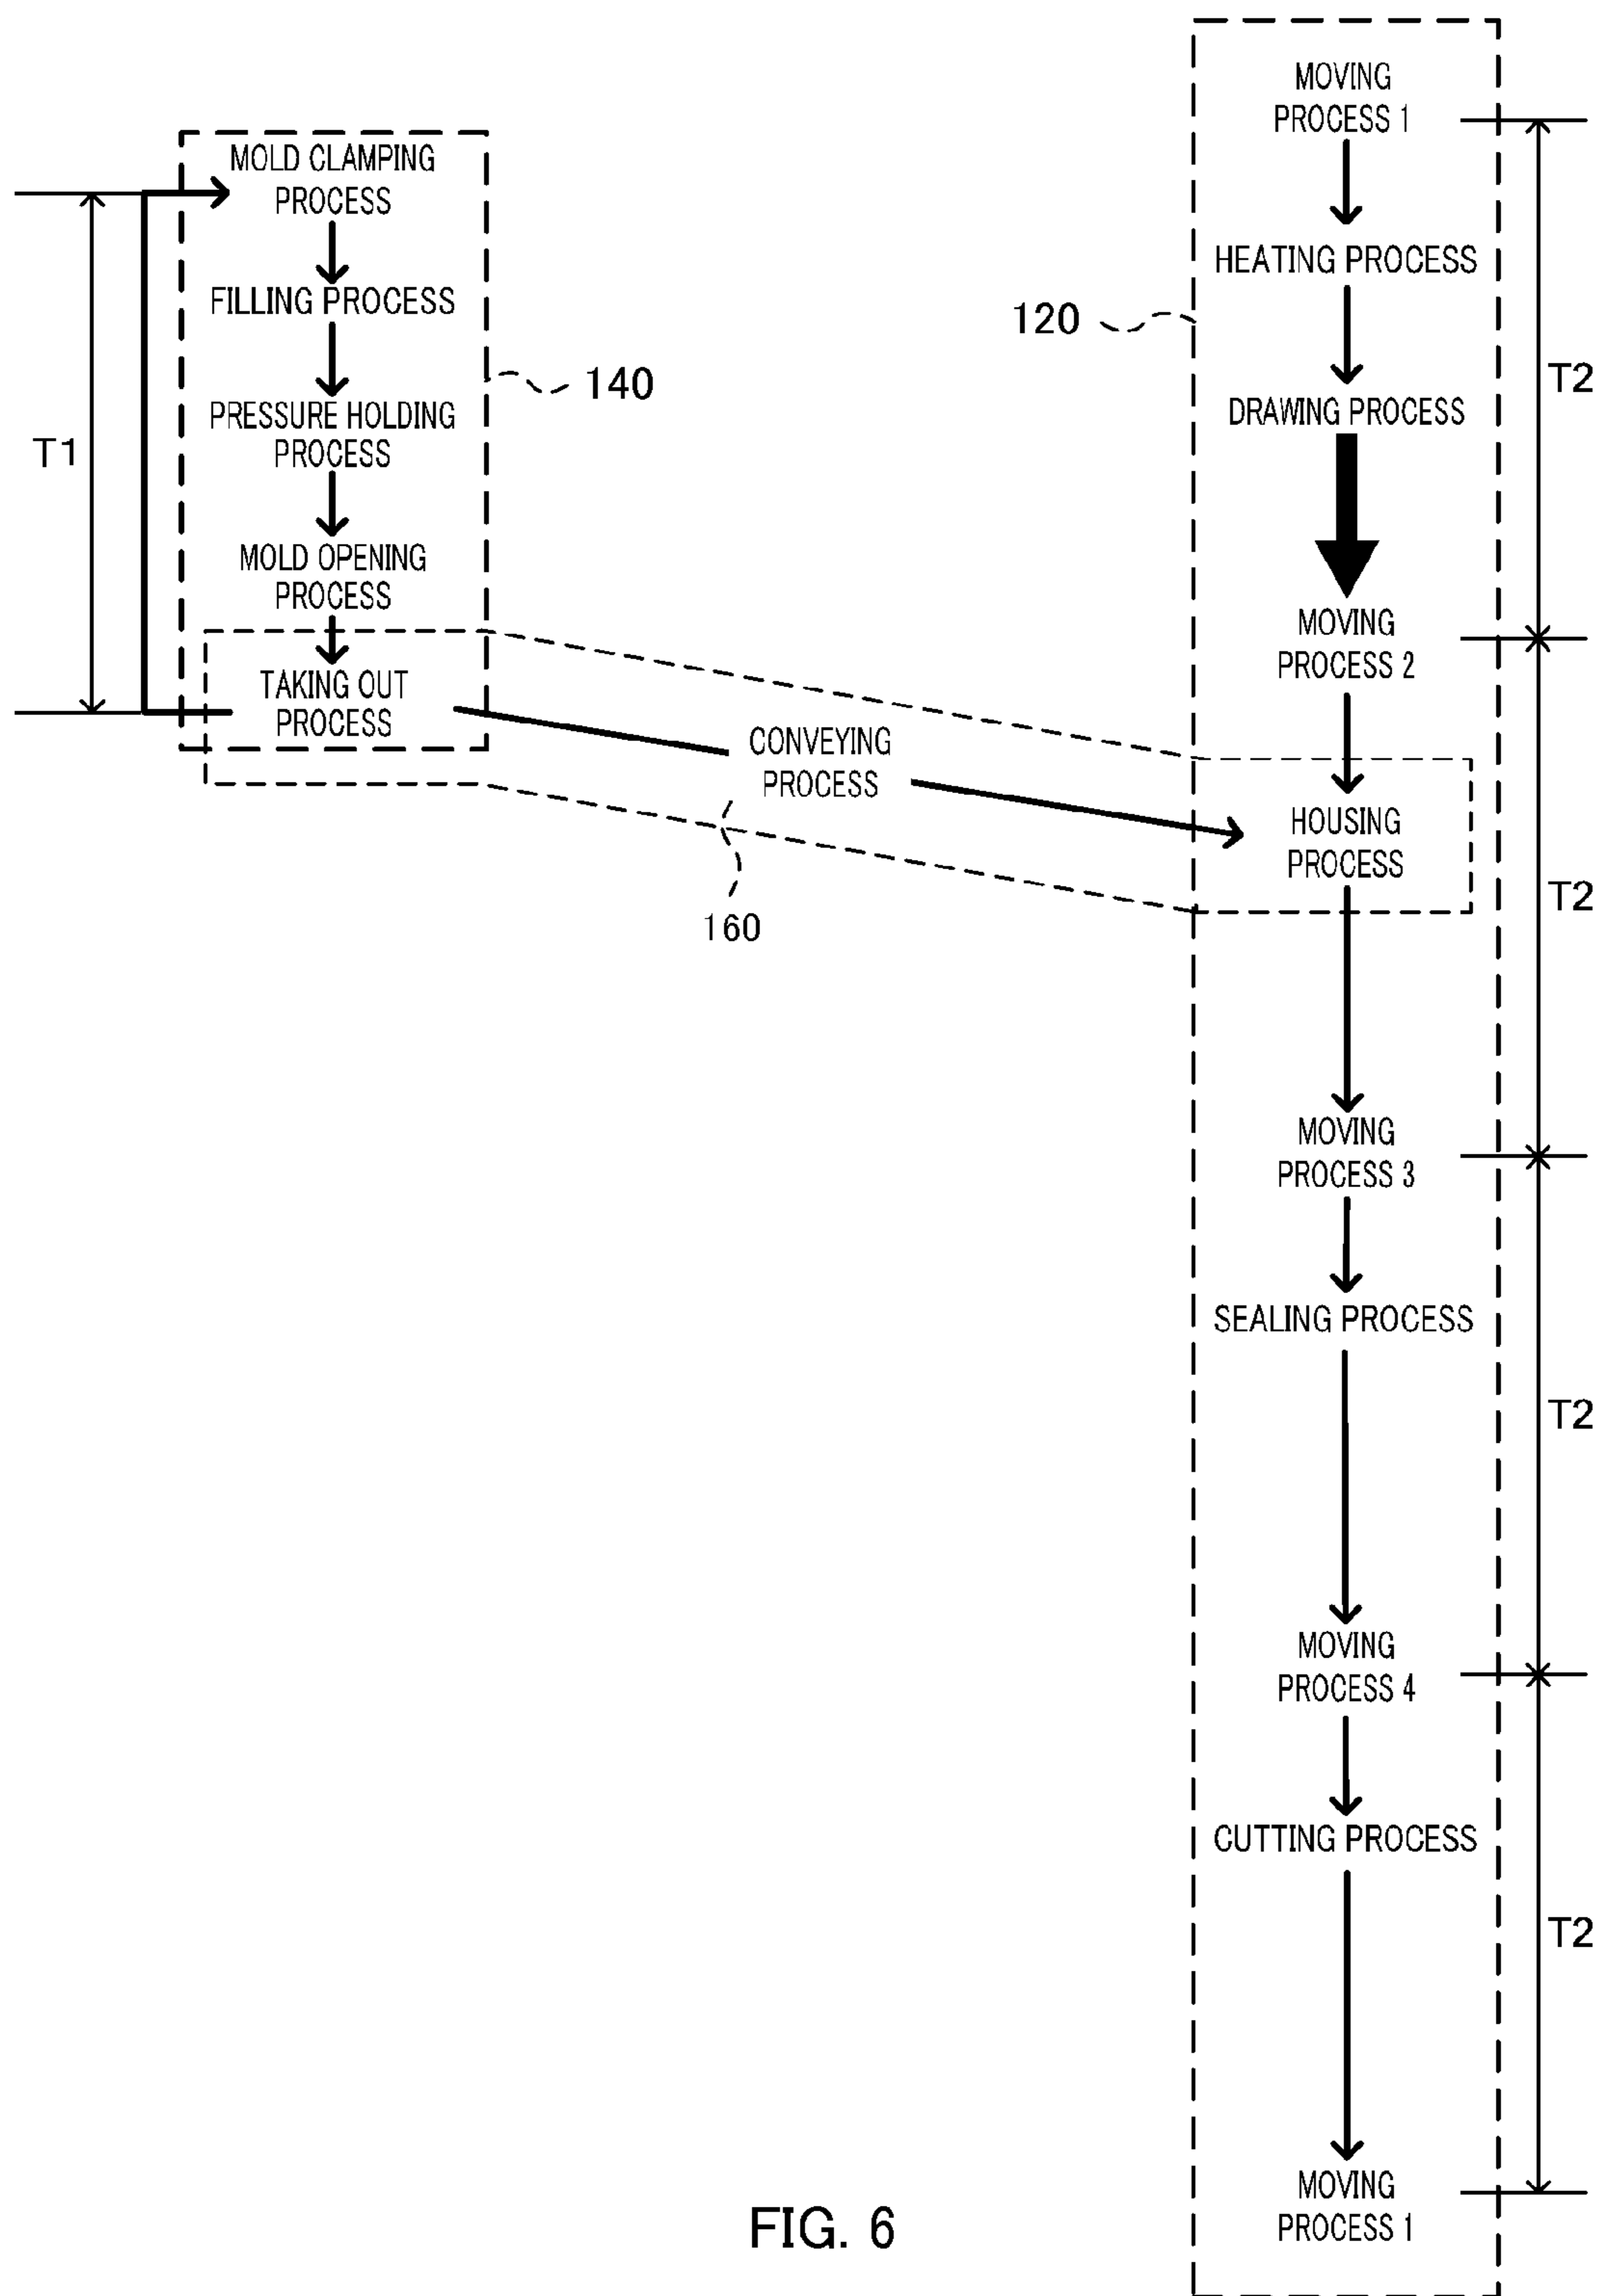 MOLD CLAMPING
PROCESS
FILLING PROCESS
PRESSURE HOLDING
PROCESS
MOLD OPENING
PROCESS
TAKING OUT
PROCESS
T1
140
CONVEYING
PROCESS
160
120
MOVING
PROCESS 1
HEATING PROCESS
DRAWING PROCESS
MOVING
PROCESS 2
HOUSING
PROCESS
MOVING
PROCESS 3
SEALING PROCESS
MOVING
PROCESS 4
CUTTING PROCESS
MOVING
PROCESS 1
T2
T2
T2
T2
FIG. 6